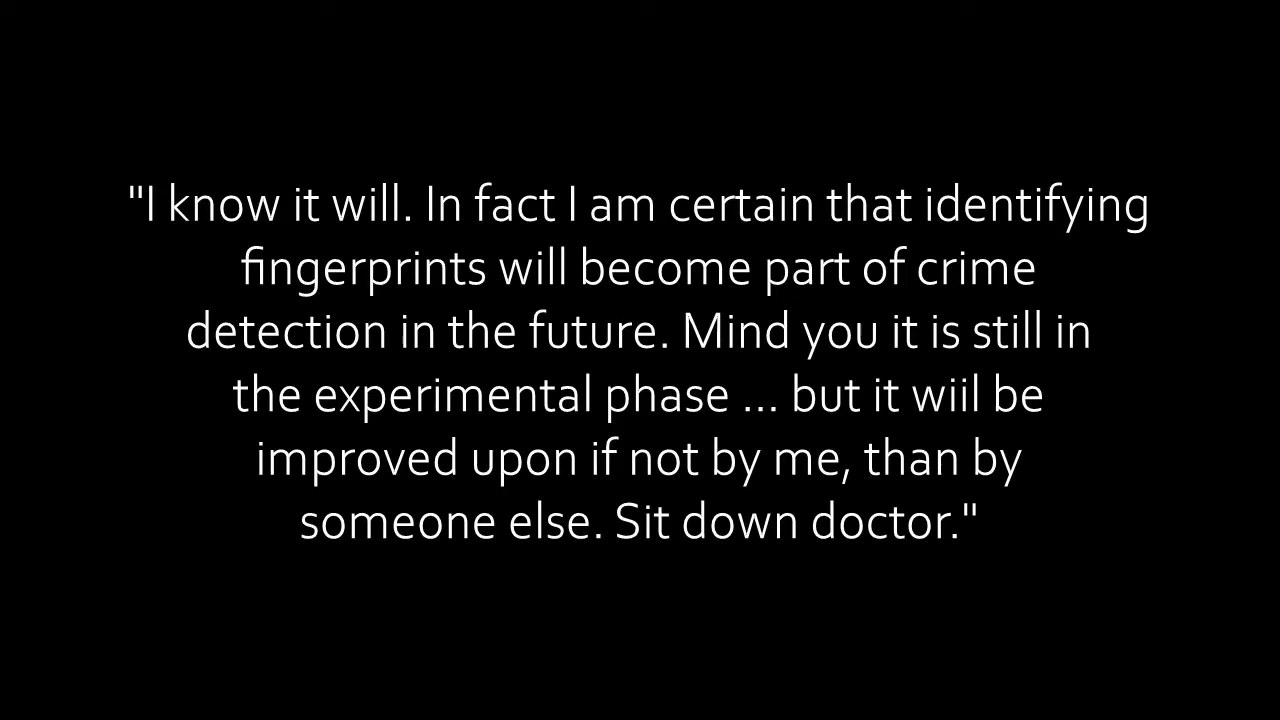 "I know it will. In fact I am certain that identifying
fingerprints will become part of crime
detection in the future. Mind you it is still in
the experimental phase ... but it wiil be
improved upon if not by me, than by
someone else. Sit down doctor."